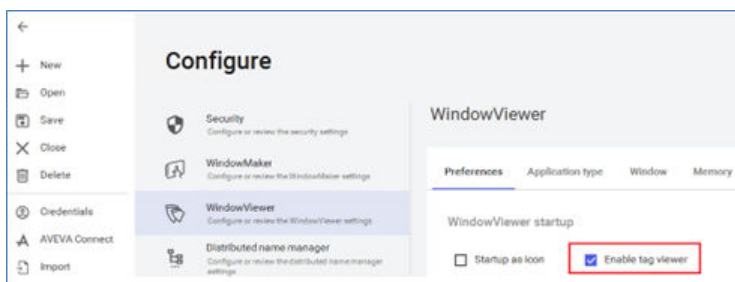 New
Open
Save
Close
Delete
Credentials
AVEVA Connect
Import
Configure
Security
Configure or review the security settings
WindowMaker
Configure or review the WindowMaker settings
WindowViewer
Configure or review the WindowViewer settings
Distributed name manager
Configure or review the distributed name manager
settings
WindowViewer
Preferences Application type Window Memory
WindowViewer startup
Startup as icon Enable tag viewer